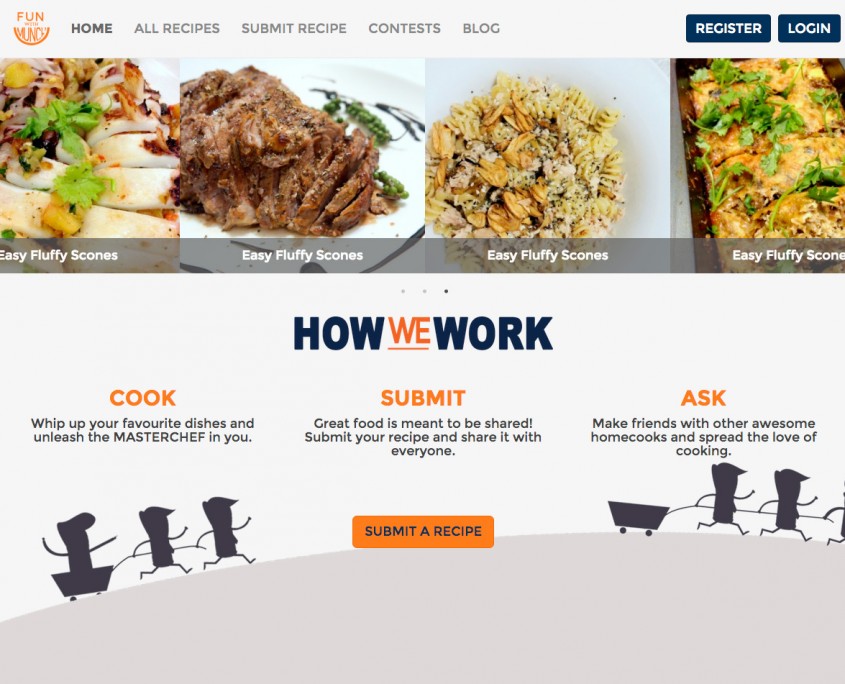 FUN
WITH
MUNCH
HOME
ALL RECIPES
SUBMIT RECIPE
CONTESTS
BLOG
REGISTER
LOGIN
Easy Fluffy Scones
Easy Fluffy Scones
Easy Fluffy Scones
Easy Fluffy Scone
HOW WE WORK
COOK
Whip up your favourite dishes and
unleash the MASTERCHEF in you.
SUBMIT
Great food is meant to be shared!
Submit your recipe and share it with
everyone.
ASK
Make friends with other awesome
homecooks and spread the love of
cooking.
SUBMIT A RECIPE